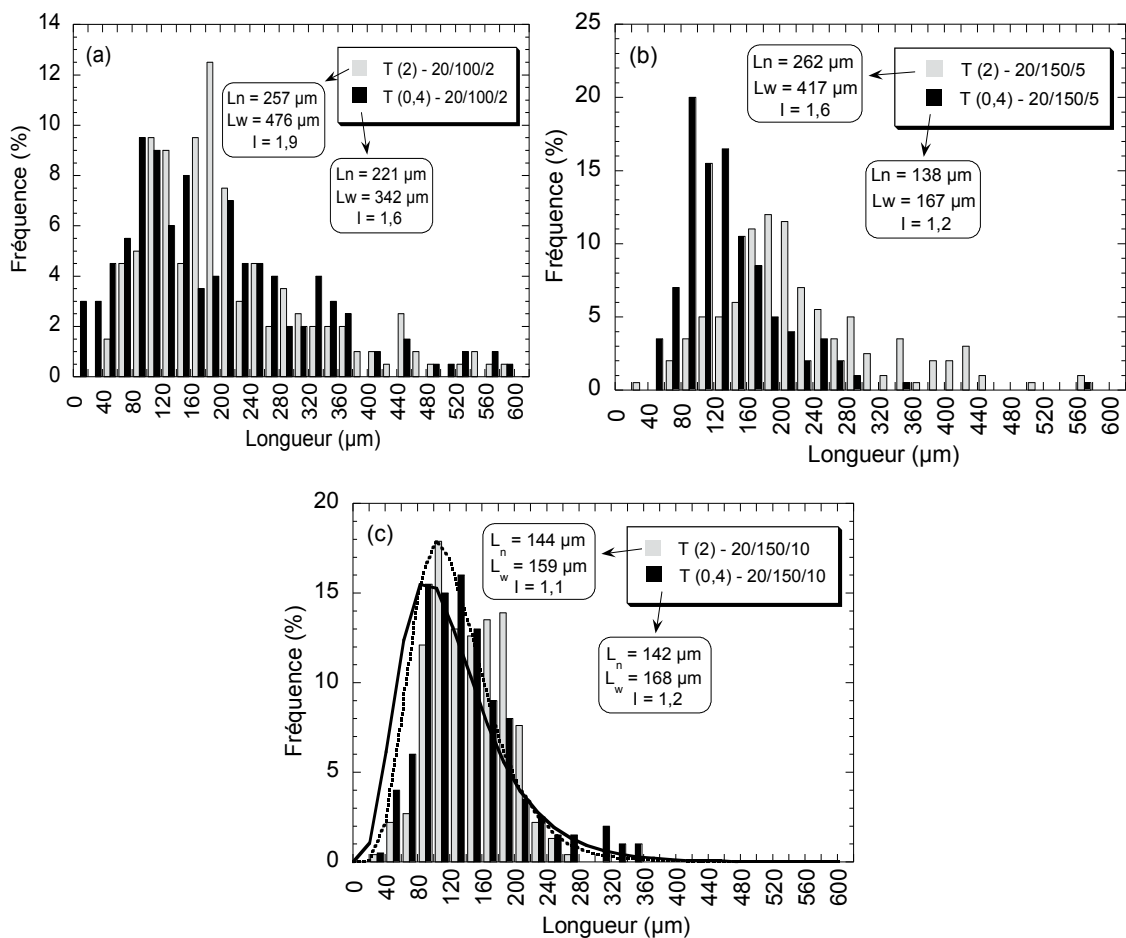 (a)
14
12
10
8
6
4
2
0
Fréquence (%)
T (2) - 20/100/2
T (0,4) - 20/100/2
Ln = 257 µm
Lw = 476 µm
I = 1,9
Ln = 221 µm
Lw = 342 µm
I = 1,6
0 40 80 120 160 200 240 280 320 360 400 440 480 520 560 600
Longueur (µm)
(b)
25
20
15
10
5
0
Fréquence (%)
Ln = 262 µm
Lw = 417 µm
I = 1,6
T (2) - 20/150/5
T (0,4) - 20/150/5
Ln = 138 µm
Lw = 167 µm
I = 1,2
0 40 80 120 160 200 240 280 320 360 400 440 480 520 560 600
Longueur (µm)
(c)
20
15
10
5
0
Fréquence (%)
L_n = 144 µm
L_w = 159 µm
I = 1,1
T (2) - 20/150/10
T (0,4) - 20/150/10
L_n = 142 µm
L_w = 168 µm
I = 1,2
0 40 80 120 160 200 240 280 320 360 400 440 480 520 560 600
Longueur (µm)